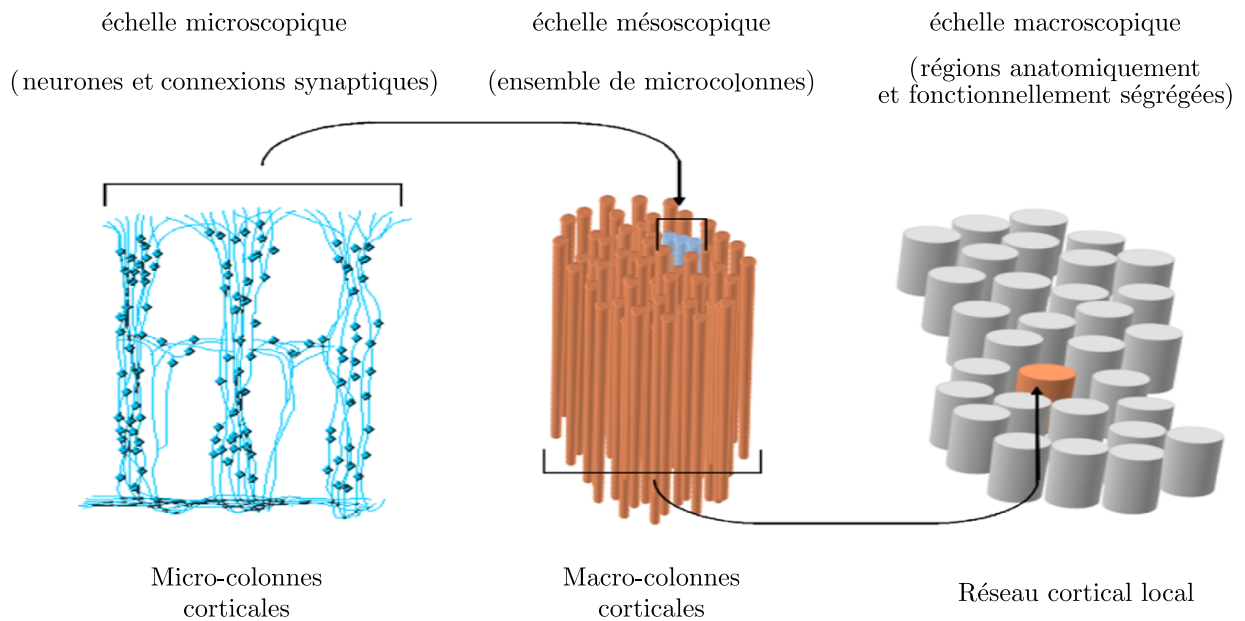 échelle microscopique
(neurones et connexions synaptiques)
échelle mésoscopique
(ensemble de microcolonnes)
échelle macroscopique
(régions anatomiquement
et fonctionnellement ségrégées)
Micro-colonnes
corticales
Macro-colonnes
corticales
Réseau cortical local